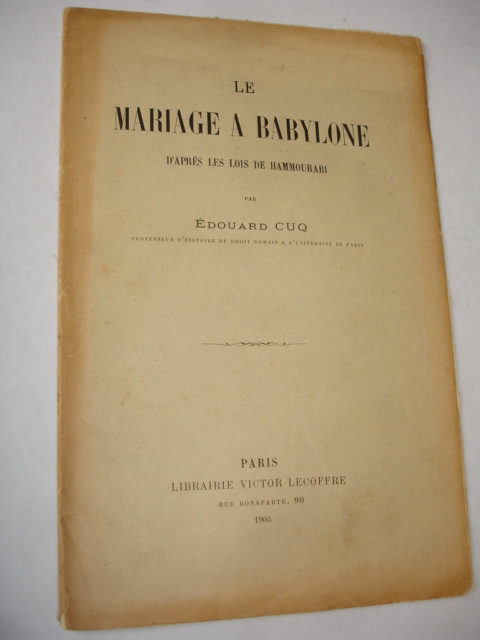 LE
MARIAGE A BABYLONE
D'APRÈS LES LOIS DE HAMMOURABI
PAR
ÉDOUARD CUQ
PROFESSEUR D'HISTOIRE DU DROIT ROMAIN A L'UNIVERSITÉ DE PARIS
PARIS
LIBRAIRIE VICTOR LECOFFRE
RUE BONAPARTE, 90
1905